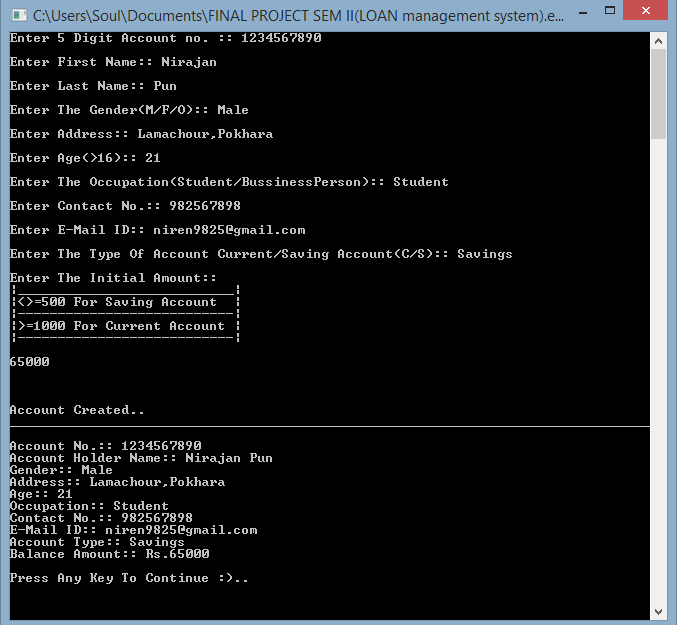 C:\Users\Soul\Documents\FINAL PROJECT SEM II(LOAN management system).e...
Enter 5 Digit Account no. :: 1234567890
Enter First Name:: Nirajan
Enter Last Name:: Pun
Enter The Gender(M/F/O):: Male
Enter Address:: Lamachour,Pokhara
Enter Age(>16):: 21
Enter The Occupation(Student/BussinessPerson):: Student
Enter Contact No.:: 982567898
Enter E-Mail ID:: niren9825@gmail.com
Enter The Type Of Account Current/Saving Account(C/S):: Savings
Enter The Initial Amount::
<>=500 For Saving Account
>=1000 For Current Account
65000
Account Created..
Account No.:: 1234567890
Account Holder Name:: Nirajan Pun
Gender:: Male
Address:: Lamachour,Pokhara
Age:: 21
Occupation:: Student
Contact No.:: 982567898
E-Mail ID:: niren9825@gmail.com
Account Type:: Savings
Balance Amount:: Rs.65000
Press Any Key To Continue :)..